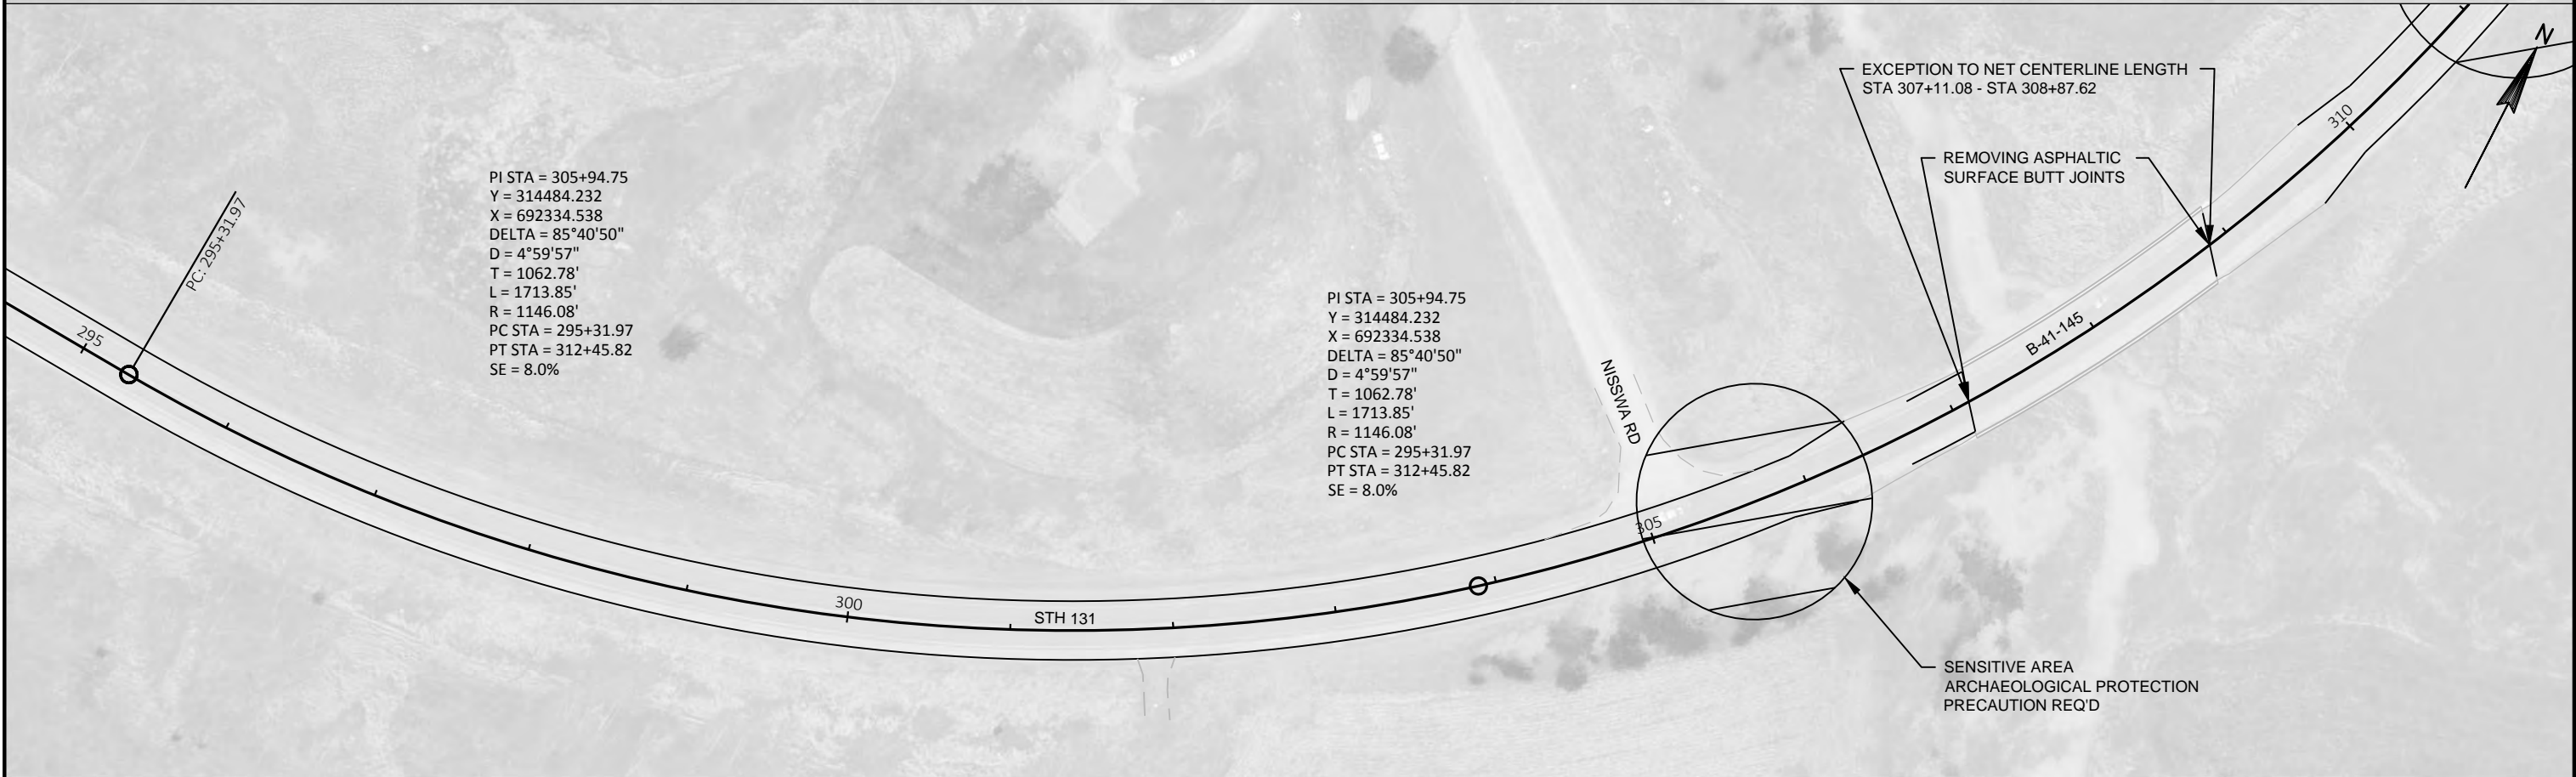 PC: 295+31.97
295
PI STA = 305+94.75
Y = 314484.232
X = 692334.538
DELTA = 85°40'50"
D = 4°59'57"
T = 1062.78'
L = 1713.85'
R = 1146.08'
PC STA = 295+31.97
PT STA = 312+45.82
SE = 8.0%
300
STH 131
PI STA = 305+94.75
Y = 314484.232
X = 692334.538
DELTA = 85°40'50"
D = 4°59'57"
T = 1062.78'
L = 1713.85'
R = 1146.08'
PC STA = 295+31.97
PT STA = 312+45.82
SE = 8.0%
NISSWA RD
305
EXCEPTION TO NET CENTERLINE LENGTH
STA 307+11.08 - STA 308+87.62
REMOVING ASPHALTIC
SURFACE BUTT JOINTS
B-41-145
310
N
SENSITIVE AREA
ARCHAEOLOGICAL PROTECTION
PRECAUTION REQ'D